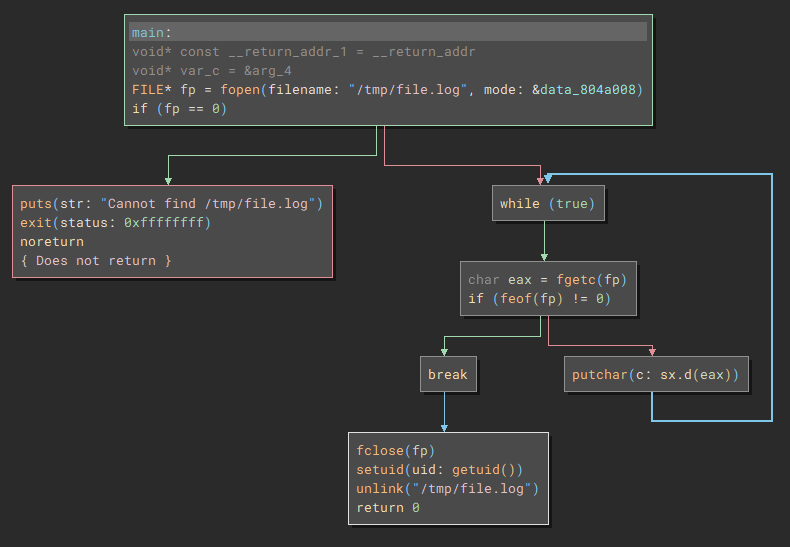 main:
void* const __return_addr_1 = __return_addr
void* var_c = &arg_4
FILE* fp = fopen(filename: "/tmp/file.log", mode: &data_804a008)
if (fp == 0)
puts(str: "Cannot find /tmp/file.log")
exit(status: 0xffffffff)
noreturn
{ Does not return }
while (true)
char eax = fgetc(fp)
if (feof(fp) != 0)
break
putchar(c: sx.d(eax))
fclose(fp)
setuid(uid: getuid())
unlink("/tmp/file.log")
return 0